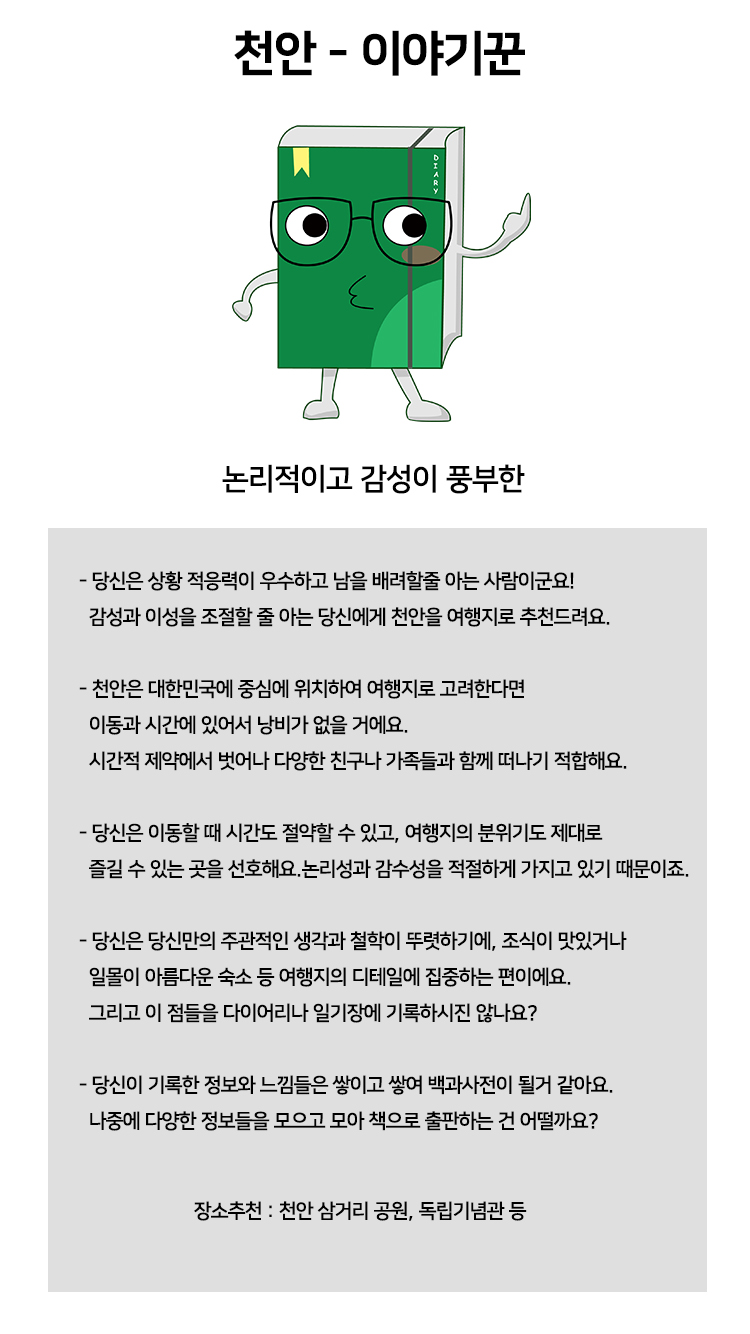 천안 - 이야기꾼
DIARY
논리적이고 감성이 풍부한
- 당신은 상황 적응력이 우수하고 남을 배려할줄 아는 사람이군요!
감성과 이성을 조절할 줄 아는 당신에게 천안을 여행지로 추천드려요.
- 천안은 대한민국에 중심에 위치하여 여행지로 고려한다면
이동과 시간에 있어서 낭비가 없을 거에요.
시간적 제약에서 벗어나 다양한 친구나 가족들과 함께 떠나기 적합해요.
- 당신은 이동할 때 시간도 절약할 수 있고, 여행지의 분위기도 제대로
즐길 수 있는 곳을 선호해요.논리성과 감수성을 적절하게 가지고 있기 때문이죠.
- 당신은 당신만의 주관적인 생각과 철학이 뚜렷하기에, 조식이 맛있거나
일몰이 아름다운 숙소 등 여행지의 디테일에 집중하는 편이에요.
그리고 이 점들을 다이어리나 일기장에 기록하시진 않나요?
- 당신이 기록한 정보와 느낌들은 쌓이고 쌓여 백과사전이 될거 같아요.
나중에 다양한 정보들을 모으고 모아 책으로 출판하는 건 어떨까요?
장소추천 : 천안 삼거리 공원, 독립기념관 등